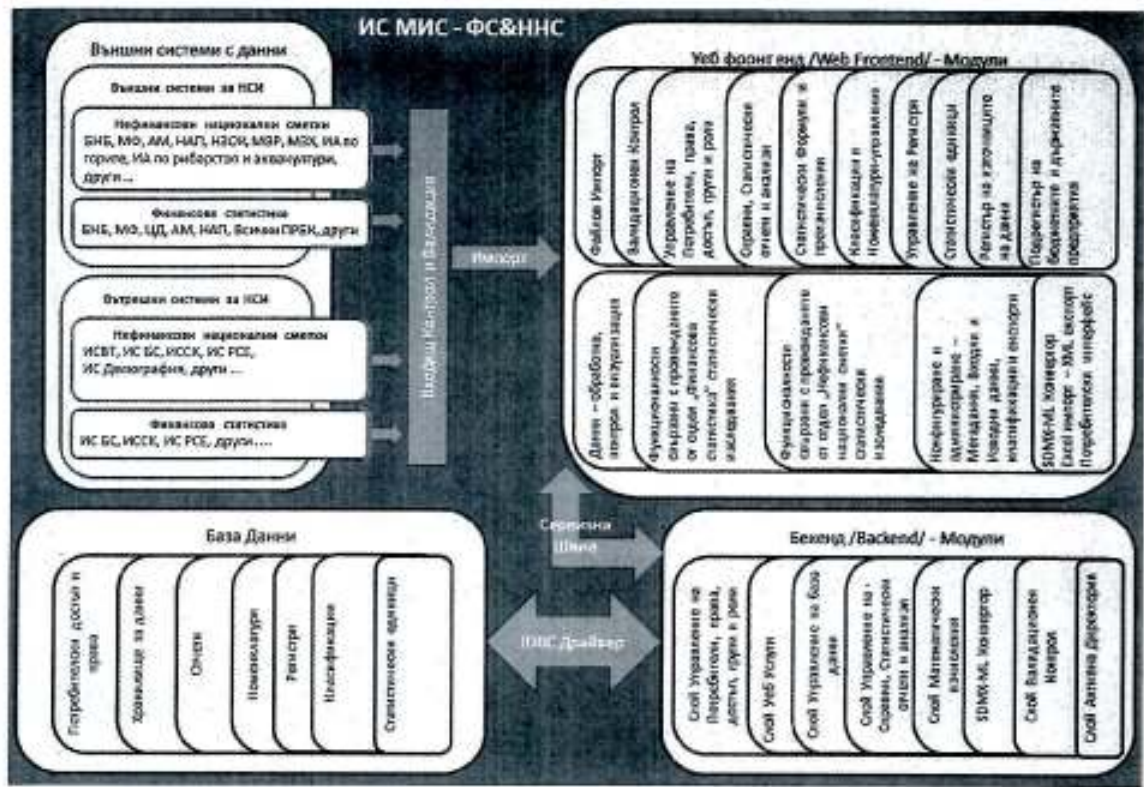 ИС МИС - ФС&ННС
Външни системи с данни
Външни системи за НСИ
Нефинансови национални сметки
БНБ, МФ, АМ, НАП, НЗОК, МЗР, МЗХ, ИА по
горите, ИА по рибарство и аквакултури,
други ...
Финансова статистика
БНБ, МФ, ЦД, АМ, НАП, Всички ПРБК, други
Вътрешни системи за НСИ
Нефинансови национални сметки
ИСВТ, ИС БС, ИССК, ИС РСЕ,
ИС Демография, други ...
Финансова статистика
ИС БС, ИССК, ИС РСЕ, други ....
Входящ Контрол и Валидация
Импорт
Уеб фронтенд /Web Frontend/ - Модули
Файлов Импорт
Валидационен Контрол
Управление на
Потребители, права,
достъп, групи и роли
Справки, Статистически
отчети и анализи
Статистически Формули и
преизчисления
Класификации и
Номенклатури-управление
Управление на Регистри
Статистически единици
Регистър на източниците
на данни
Подрегистър на
бюджетните и държавните
предприятия
Данни – обработка,
контрол и визуализация
Функционалности
свързани с провеждането
от отдел „Финансова
статистика“ статистически
изследвания
Функционалности
свързани с провежданите
от отдел „Нефинансови
национални сметки“
статистически
изследвания
Конфигуриране и
администриране –
Метаданни, Входни и
Изходни данни,
класификации и експорти
SDMX-ML Конвертор
Excel импорт – XML Експорт
Потребителски интерфейс
Сервизна
Шина
База Данни
Потребителски достъп и
права
Хранилище за данни
Отчети
Номенклатури
Регистри
Класификации
Статистически единици
Драйвер
Бекенд /Backend/ - Модули
Слой Управление на
Потребители, права,
достъп, групи и роли
Слой Уеб Услуги
Слой Управление на база
данни
Слой Управление на -
справки, Статистически
отчети и анализи
Слой Математически
изчисления
SDMX-ML Конвертор
Слой Валидационен
Контрол
Слой Активна Директория